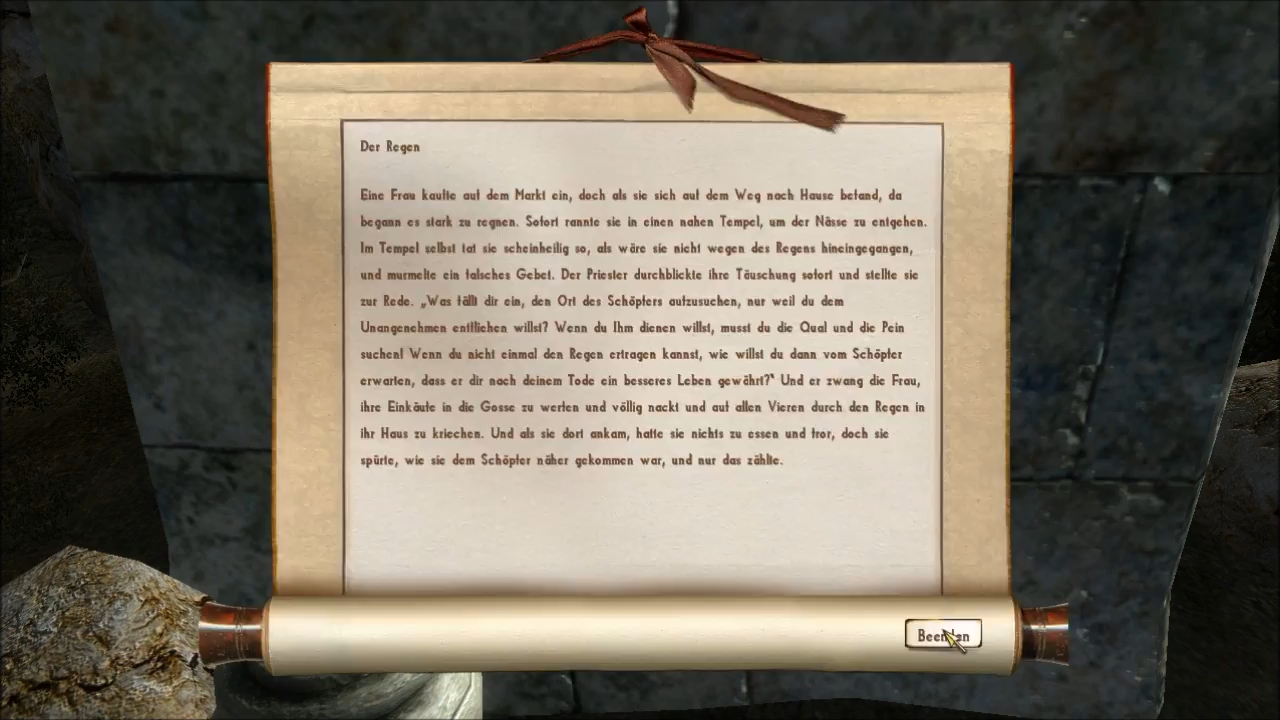 Der Regen
Eine Frau kaufte auf dem Markt ein, doch als sie sich auf dem Weg nach Hause befand, da
begann es stark zu regnen. Sofort rannte sie in einen nahen Tempel, um der Nässe zu entgehen.
Im Tempel selbst tat sie scheinheilig so, als wäre sie nicht wegen des Regens hineingegangen,
und murmelte ein falsches Gebet. Der Priester durchblickte ihre Täuschung sofort und stellte sie
zur Rede. „Was fällt dir ein, den Ort des Schöpfers aufzusuchen, nur weil du dem
Unangenehmen entfliehen willst? Wenn du Ihm dienen willst, musst du die Qual und die Pein
suchen! Wenn du nicht einmal den Regen ertragen kannst, wie willst du dann vom Schöpfer
erwarten, dass er dir nach deinem Tode ein besseres Leben gewährt?“ Und er zwang die Frau,
ihre Einkäufe in die Gosse zu werfen und völlig nackt und auf allen Vieren durch den Regen in
ihr Haus zu kriechen. Und als sie dort ankam, hatte sie nichts zu essen und fror, doch sie
spürte, wie sie dem Schöpfer näher gekommen war, und nur das zählte.
Beenden